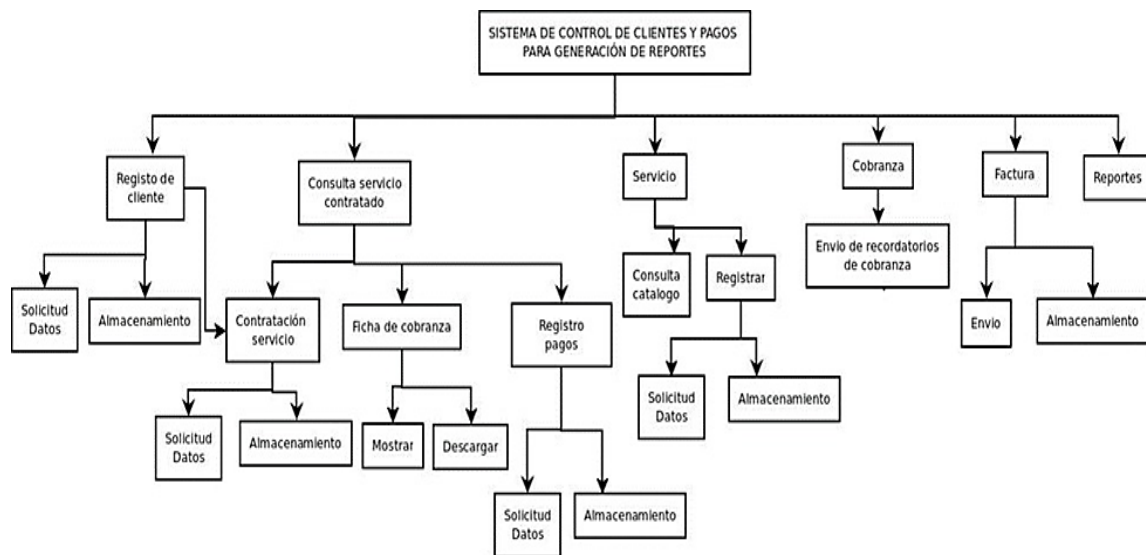 SISTEMA DE CONTROL DE CLIENTES Y PAGOS
PARA GENERACIÓN DE REPORTES
Registo de
cliente
Consulta servicio
contratado
Servicio
Cobranza
Factura
Reportes
Solicitud
Datos
Almacenamiento
Contratación
servicio
Ficha de cobranza
Registro
pagos
Consulta
catalogo
Registrar
Envio de recordatorios
de cobranza
Envio
Almacenamiento
Solicitud
Datos
Almacenamiento
Mostrar
Descargar
Solicitud
Datos
Almacenamiento
Solicitud
Datos
Almacenamiento